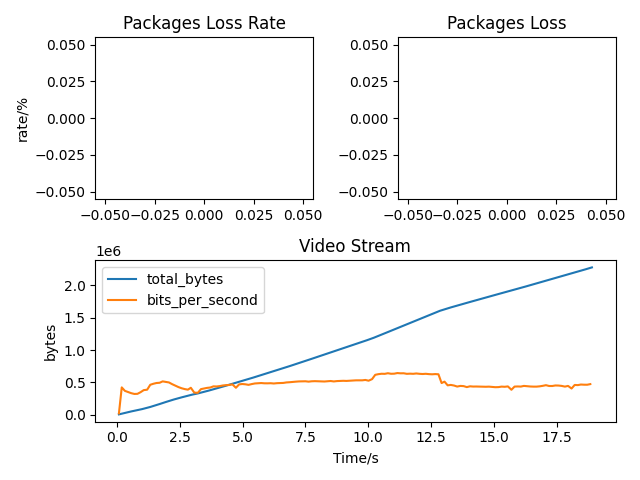 Packages Loss Rate
Packages Loss
0.050
0.025
0.000
−0.025
−0.050
rate/%
−0.050 −0.025 0.000 0.025 0.050
0.050
0.025
0.000
−0.025
−0.050
−0.050 −0.025 0.000 0.025 0.050
Video Stream
1e6
total_bytes
bits_per_second
2.0
1.5
1.0
0.5
0.0
bytes
0.0 2.5 5.0 7.5 10.0 12.5 15.0 17.5
Time/s